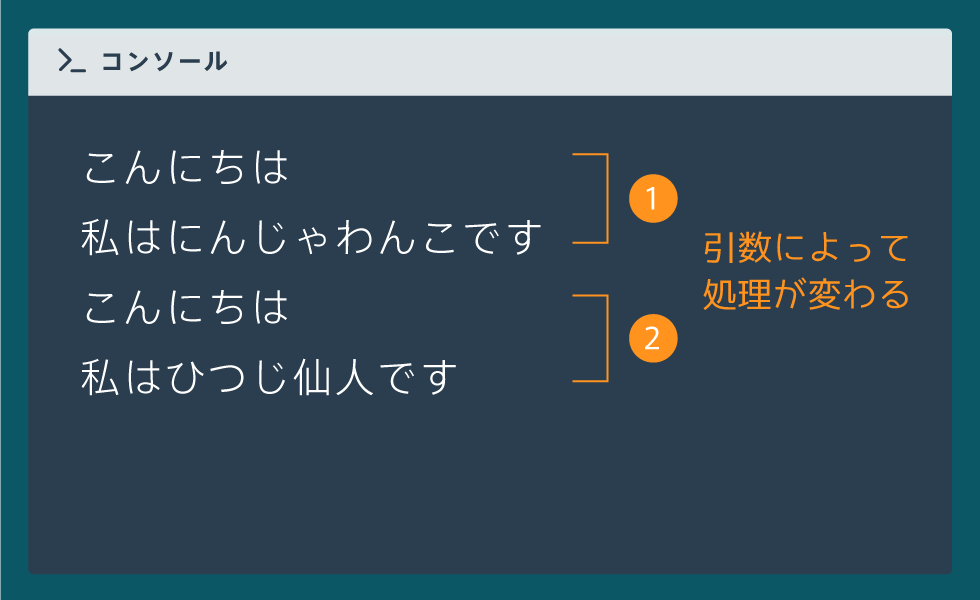 コンソール
こんにちは
私はにんじゃわんこです
こんにちは
私はひつじ仙人です
1
2
引数によって
処理が変わる